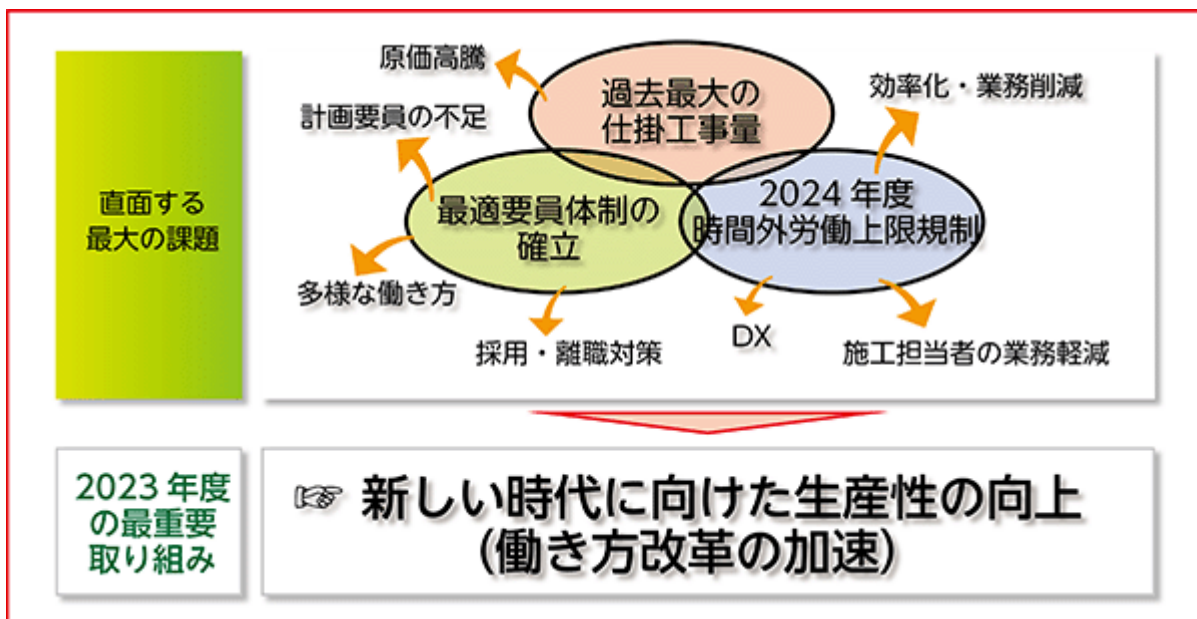 直面する
最大の課題
原価高騰
計画要員の不足
多様な働き方
採用・離職対策
過去最大の
仕掛工事量
最適要員体制の
確立
2024 年度
時間外労働上限規制
効率化・業務削減
DX
施工担当者の業務軽減
2023 年度
の最重要
取り組み
☞ 新しい時代に向けた生産性の向上
(働き方改革の加速)